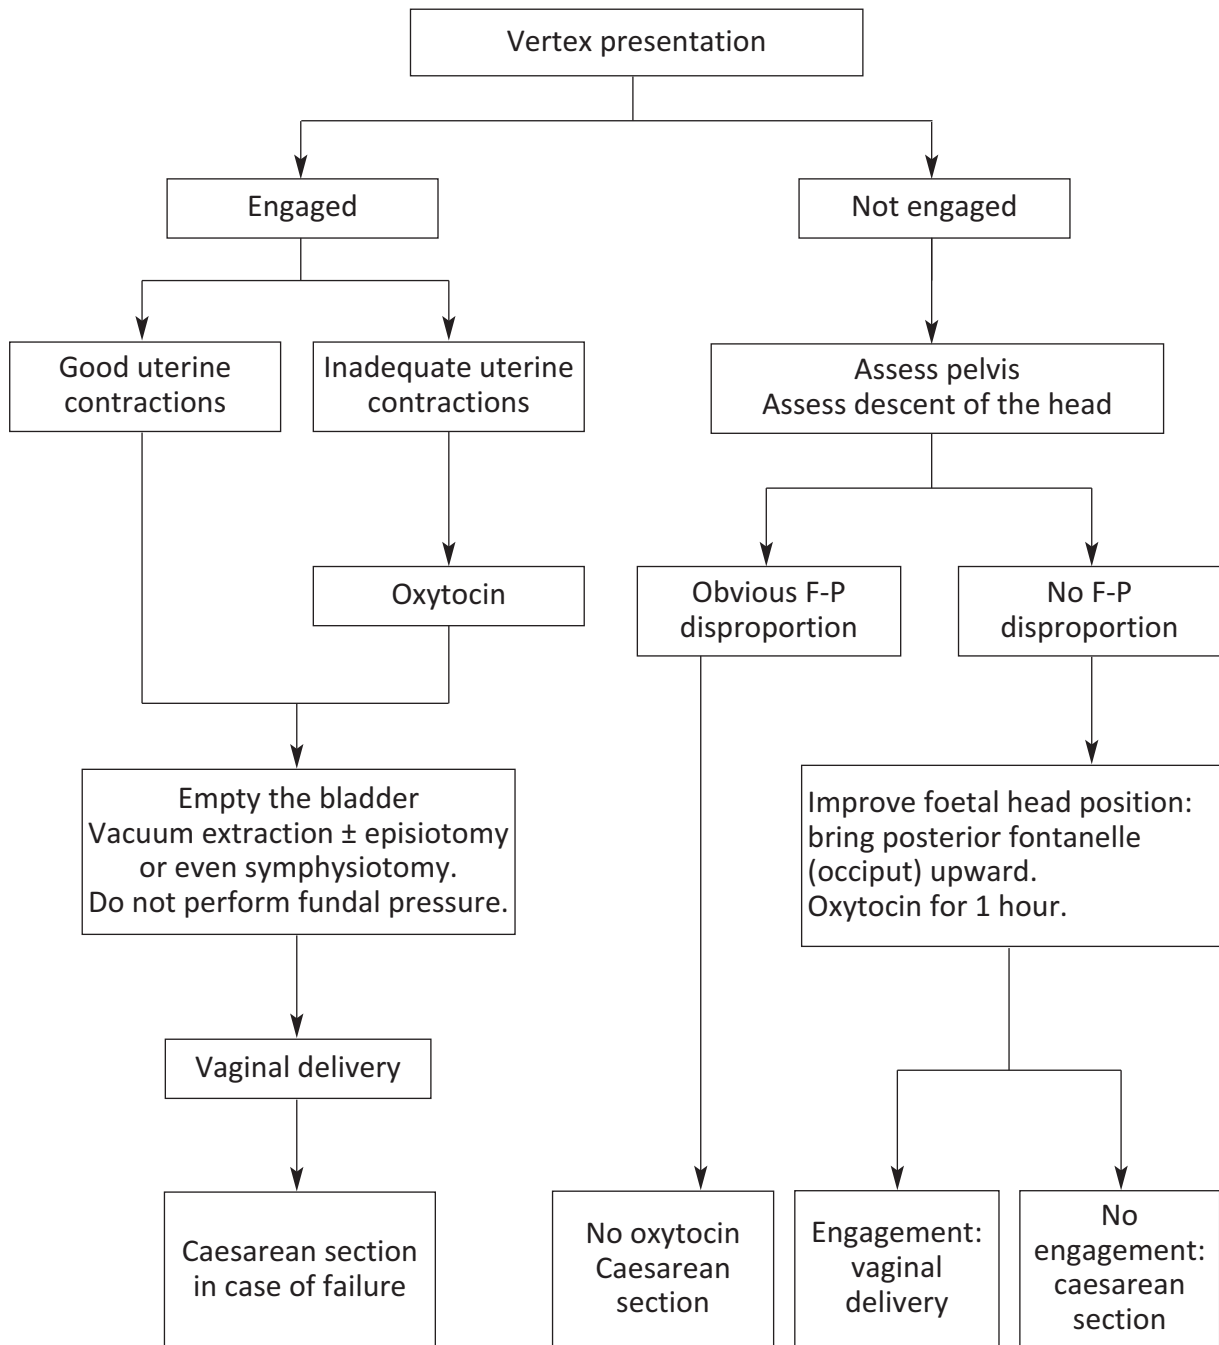 Vertex presentation
Engaged
Not engaged
Good uterine
contractions
Inadequate uterine
contractions
Assess pelvis
Assess descent of the head
Oxytocin
Obvious F-P
disproportion
No F-P
disproportion
Empty the bladder
Vacuum extraction ± episiotomy
or even symphysiotomy.
Do not perform fundal pressure.
Improve foetal head position:
bring posterior fontanelle
(occiput) upward.
Oxytocin for 1 hour.
Vaginal delivery
Caesarean section
in case of failure
No oxytocin
Caesarean
section
Engagement:
vaginal
delivery
No
engagement:
caesarean
section